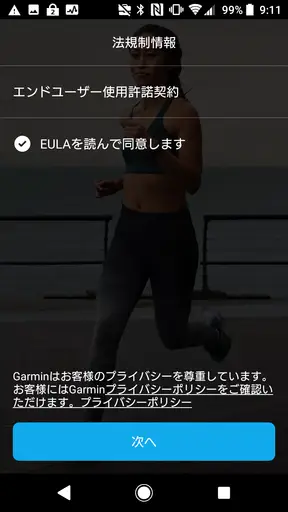 99% 9:11
法規制情報
エンドユーザー使用許諾契約
EULAを読んで同意します
Garminはお客様のプライバシーを尊重しています。
お客様にはGarminプライバシーポリシーをご確認い
ただけます。プライバシーポリシー
次へ